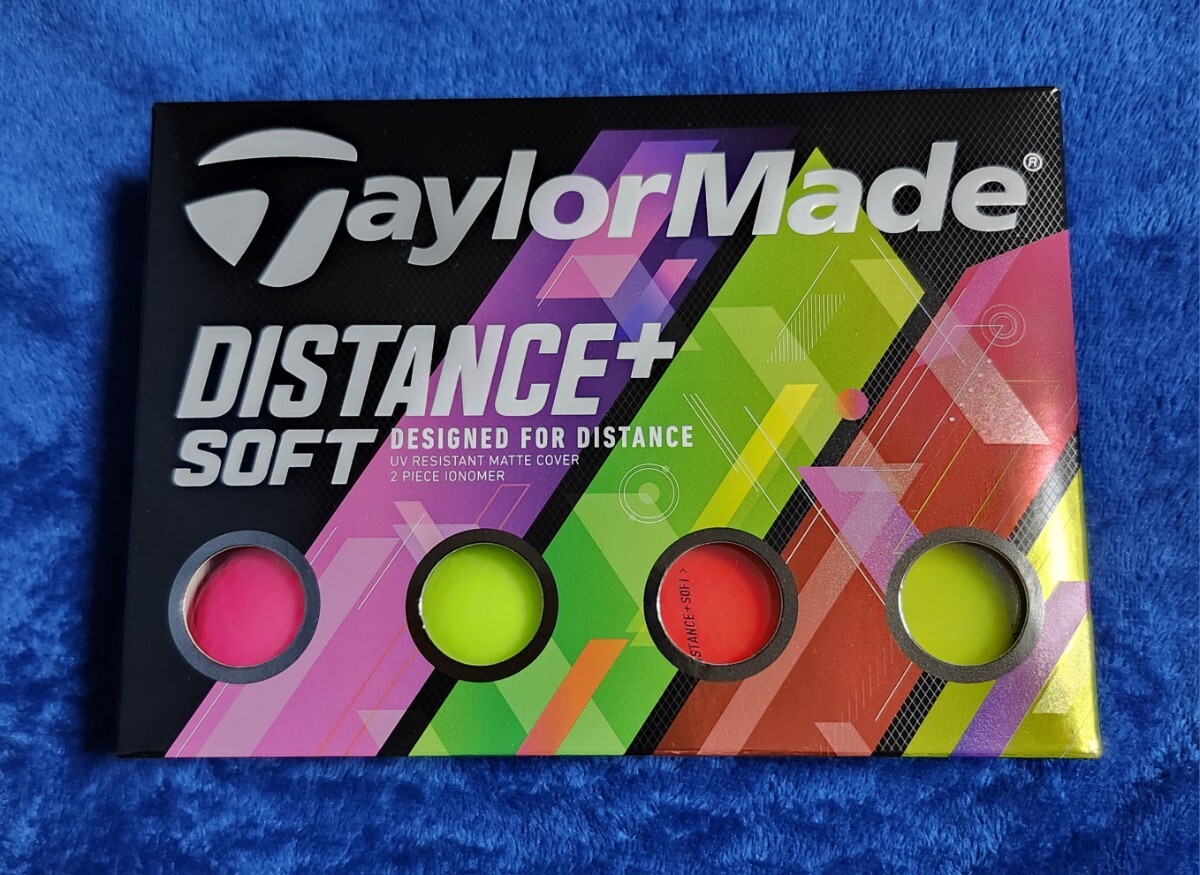 TaylorMade®
DISTANCE+
SOFT
DESIGNED FOR DISTANCE
UV RESISTANT MATTE COVER
2 PIECE IONOMER
STANCE+SOFT >